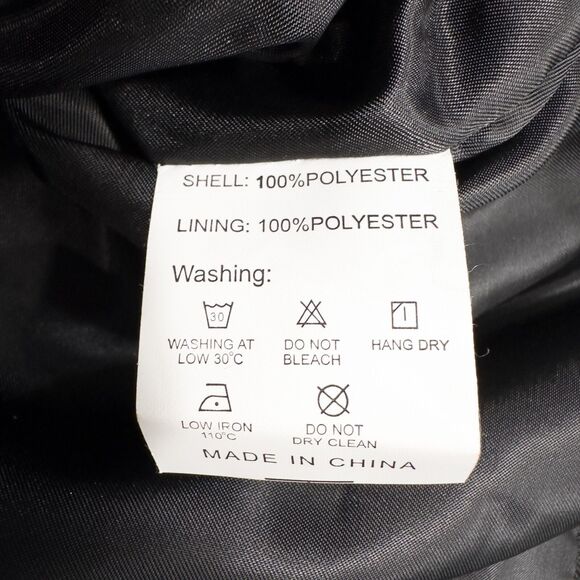 SHELL: 100%POLYESTER
LINING: 100%POLYESTER
Washing:
30
WASHING AT LOW 30°C
DO NOT BLEACH
HANG DRY
LOW IRON 110°C
DO NOT DRY CLEAN
MADE IN CHINA